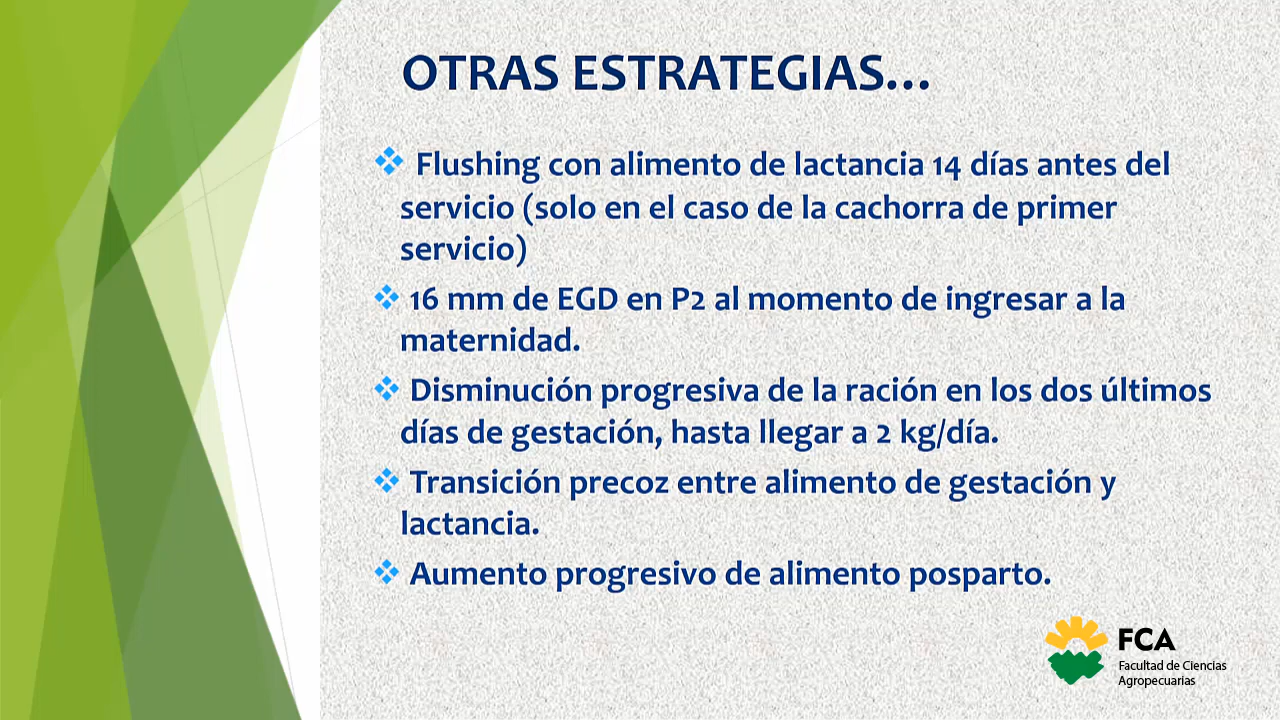 OTRAS ESTRATEGIAS...
Flushing con alimento de lactancia 14 días antes del
servicio (solo en el caso de la cachorra de primer
servicio)
16 mm de EGD en P2 al momento de ingresar a la
maternidad.
Disminución progresiva de la ración en los dos últimos
días de gestación, hasta llegar a 2 kg/día.
Transición precoz entre alimento de gestación y
lactancia.
Aumento progresivo de alimento posparto.
FCA
Facultad de Ciencias
Agropecuarias